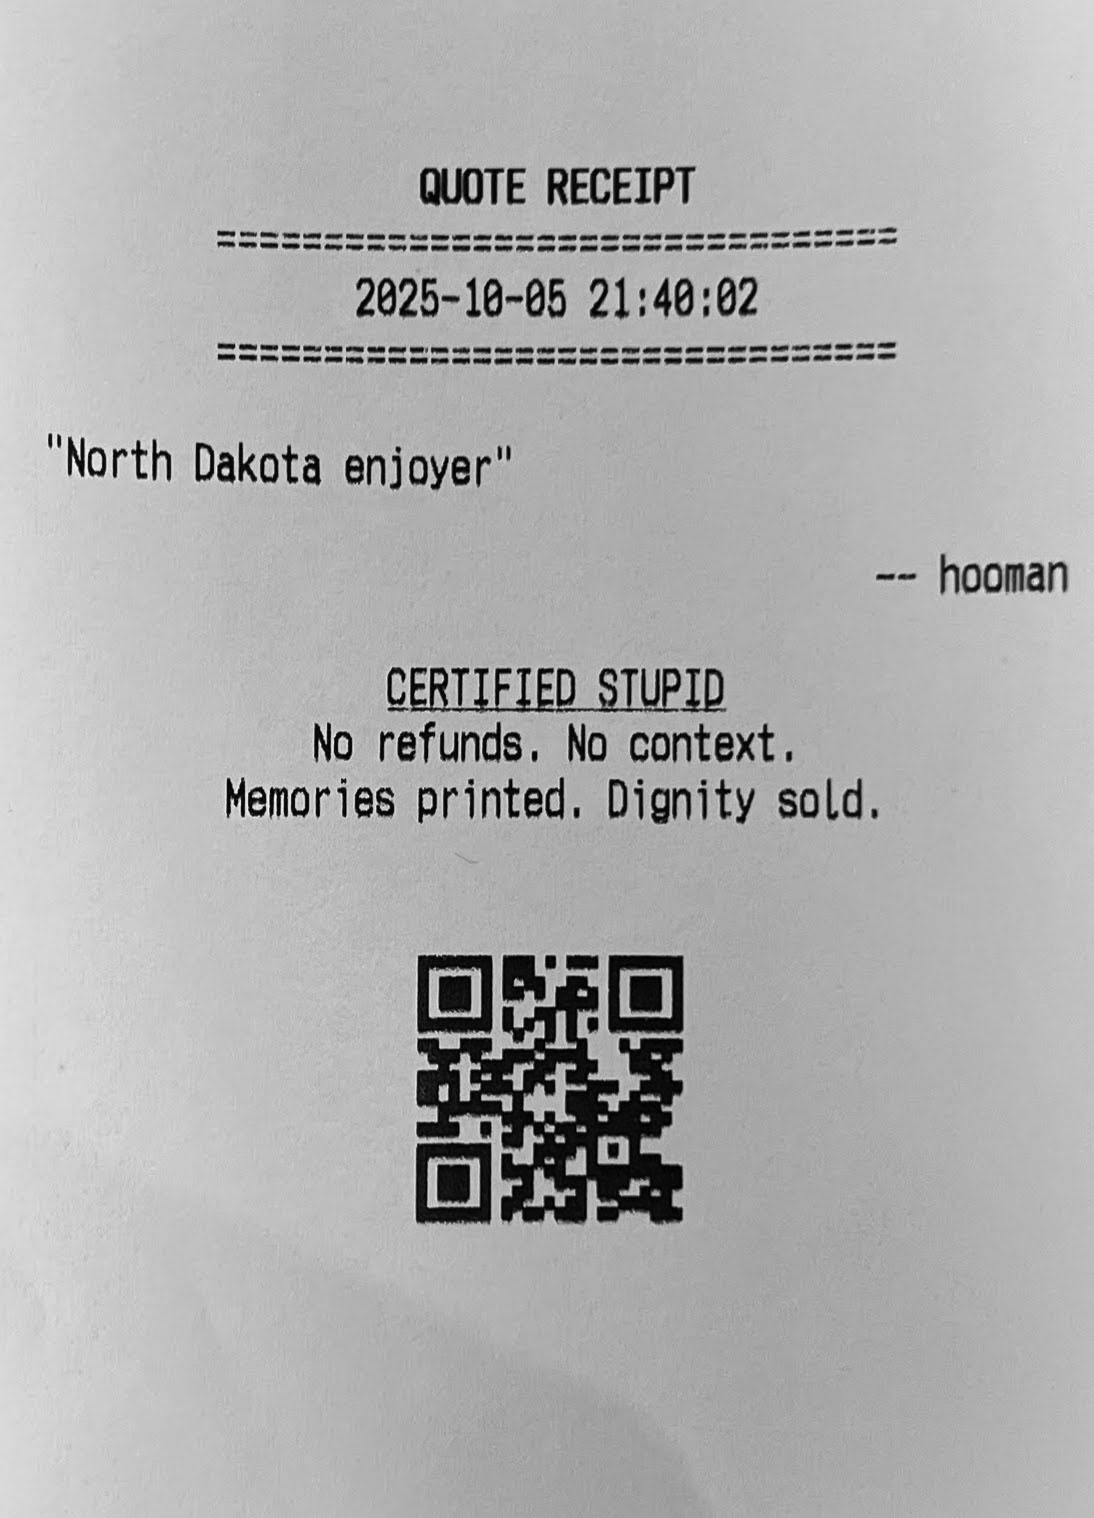 QUOTE RECEIPT
================================
2025-10-05 21:40:02
================================
"North Dakota enjoyer"
-- hooman
CERTIFIED STUPID
No refunds. No context.
Memories printed. Dignity sold.